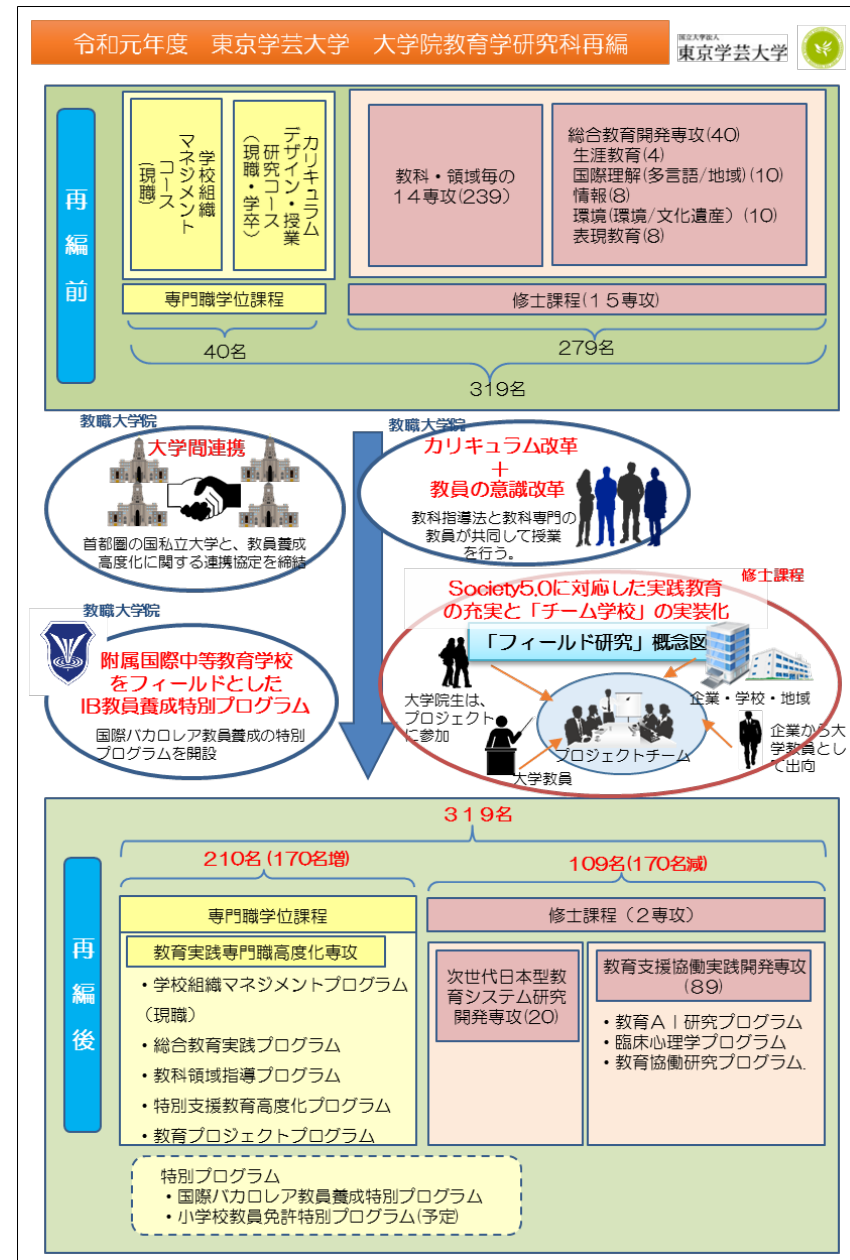 令和元年度　東京学芸大学　大学院教育学研究科再編
国立大学法人
東京学芸大学
再編前
学校組織
マネジメント
コース
(現職)
カリキュラム
デザイン・授業
研究コース
(現職・学卒)
教科・領域毎の
１４専攻(239)
総合教育開発専攻(40)
生涯教育(4)
国際理解(多言語/地域)(10)
情報(8)
環境(環境/文化遺産）(10)
表現教育(8)
専門職学位課程
修士課程(１５専攻)
40名
279名
319名
教職大学院
大学間連携
首都圏の国私立大学と、教員養成
高度化に関する連携協定を締結
教職大学院
カリキュラム改革
＋
教員の意識改革
教科指導法と教科専門の
教員が共同して授業
を行う。
教職大学院
附属国際中等教育学校
をフィールドとした
IB教員養成特別プログラム
国際バカロレア教員養成の特別
プログラムを開設
修士課程
Society5.0に対応した実践教育
の充実と「チーム学校」の実装化
「フィールド研究」概念図
大学院生は、
プロジェクト
に参加
企業・学校・地域
プロジェクトチーム
大学教員
企業から大
学教員とし
て出向
再編後
３１９名
210名 (170名増)
109名(170名減)
専門職学位課程
修士課程（２専攻）
教育実践専門職高度化専攻
・学校組織マネジメントプログラム
（現職）
・総合教育実践プログラム
・教科領域指導プログラム
・特別支援教育高度化プログラム
・教育プロジェクトプログラム
次世代日本型教
育システム研究
開発専攻(20)
教育支援協働実践開発専攻
(89)
・教育ＡＩ研究プログラム
・臨床心理学プログラム
・教育協働研究プログラム.
特別プログラム
・国際バカロレア教員養成特別プログラム
・小学校教員免許特別プログラム(予定)